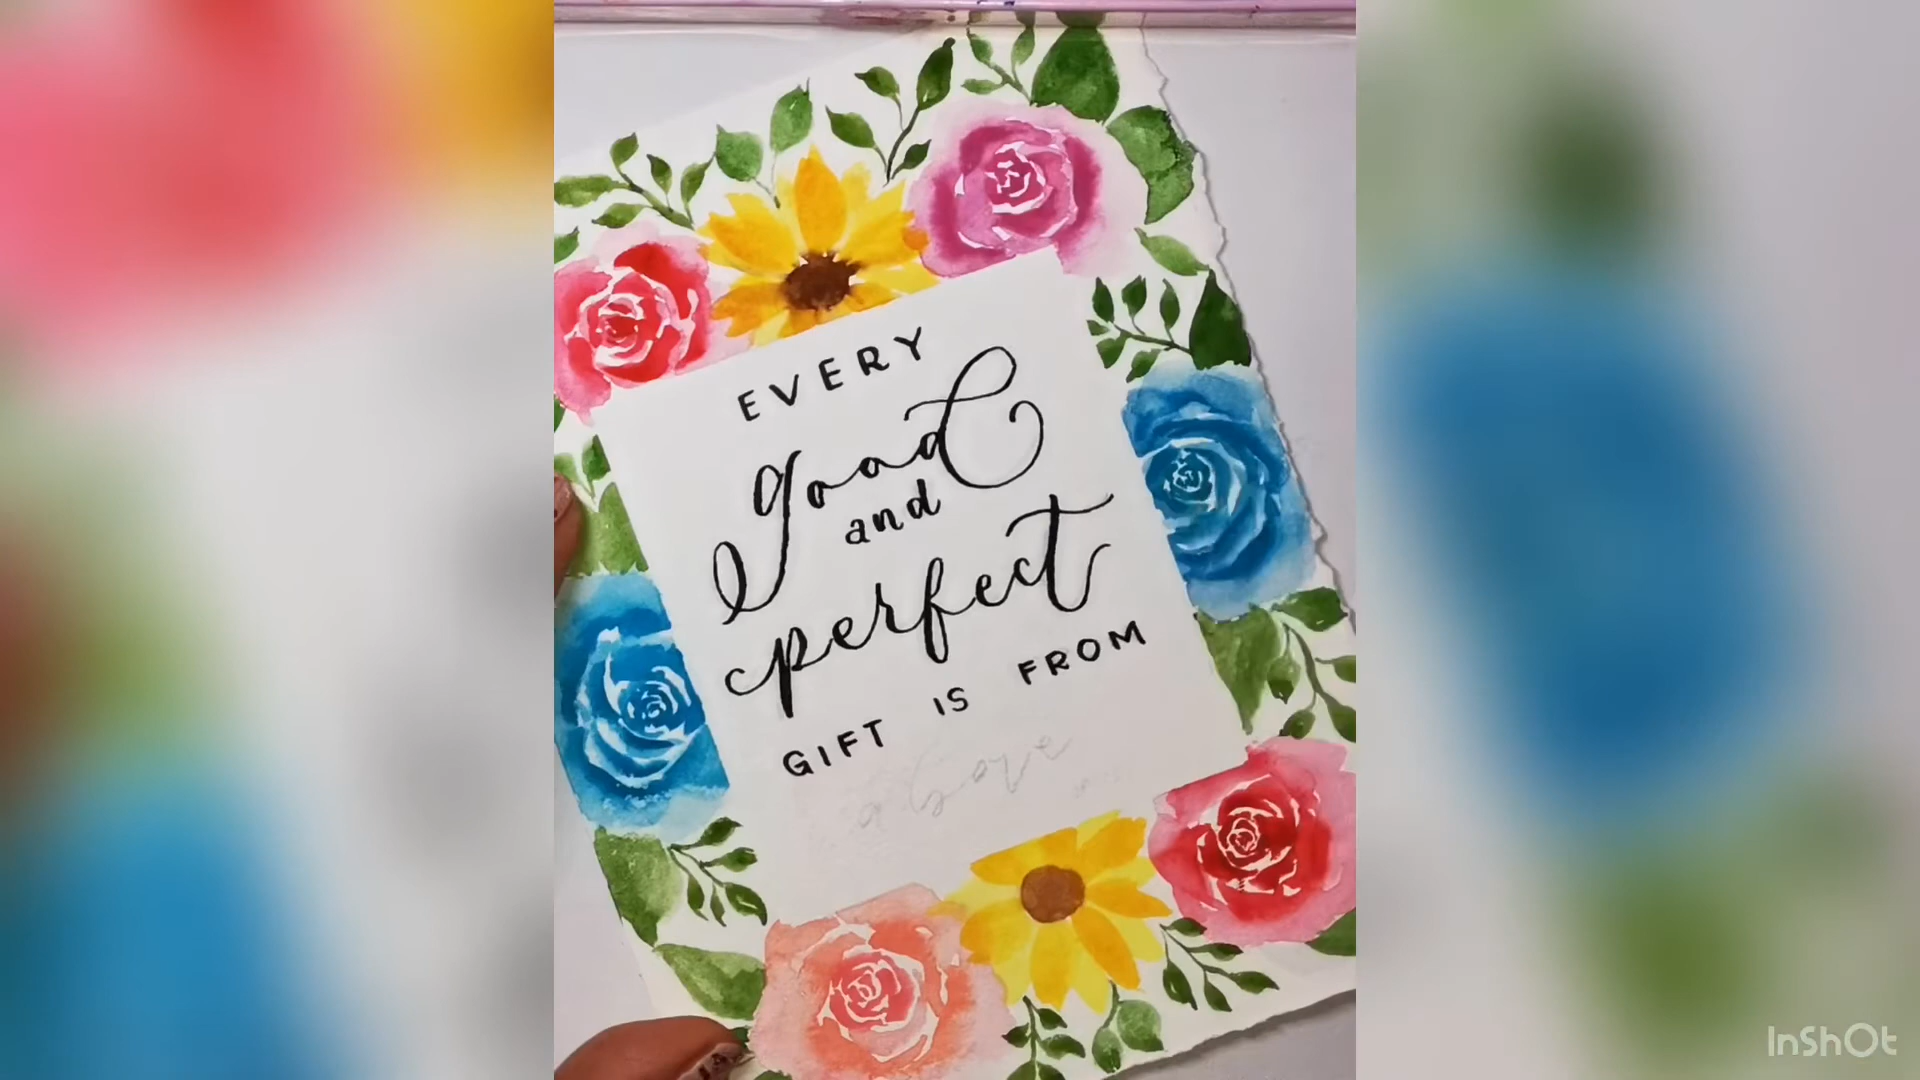 EVERY
good
and
perfect
GIFT IS FROM
above
InShOt